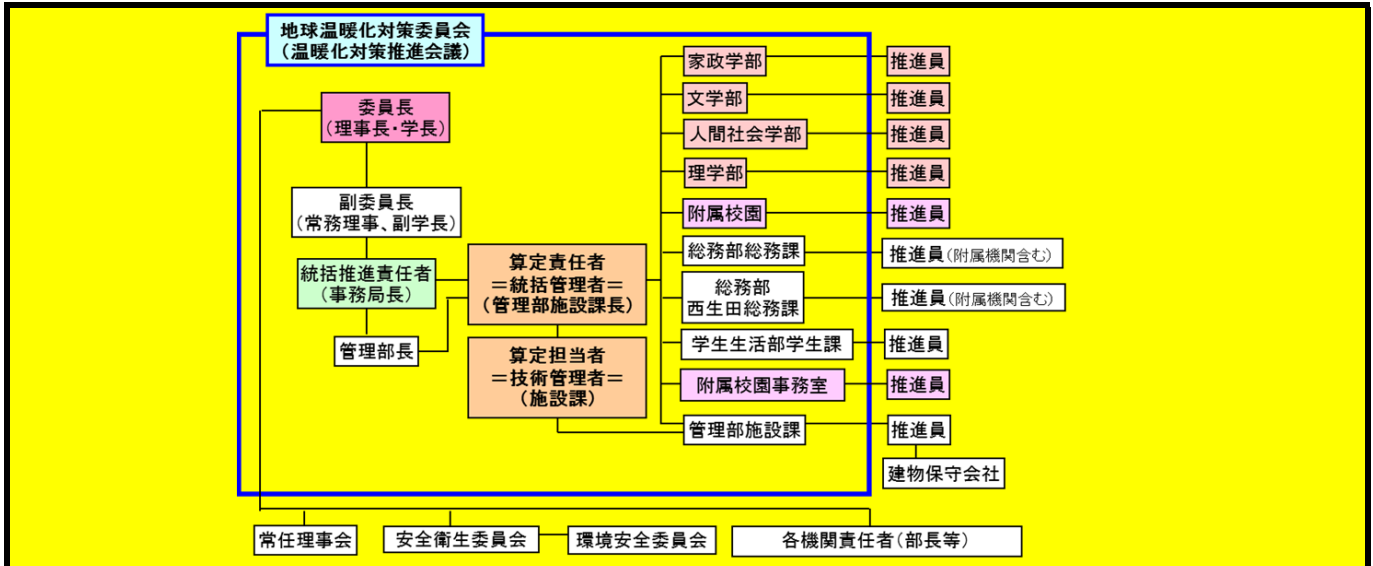 地球温暖化対策委員会
（温暖化対策推進会議）
委員長
（理事長・学長）
副委員長
（常務理事、副学長）
統括推進責任者
（事務局長）
管理部長
算定責任者
＝統括管理者＝
（管理部施設課長）
算定担当者
＝技術管理者＝
（施設課）
家政学部
推進員
文学部
推進員
人間社会学部
推進員
理学部
推進員
附属校園
推進員
総務部総務課
推進員（附属機関含む）
総務部
西生田総務課
推進員（附属機関含む）
学生生活部学生課
推進員
附属校園事務室
推進員
管理部施設課
推進員
建物保守会社
常任理事会
安全衛生委員会
環境安全委員会
各機関責任者（部長等）